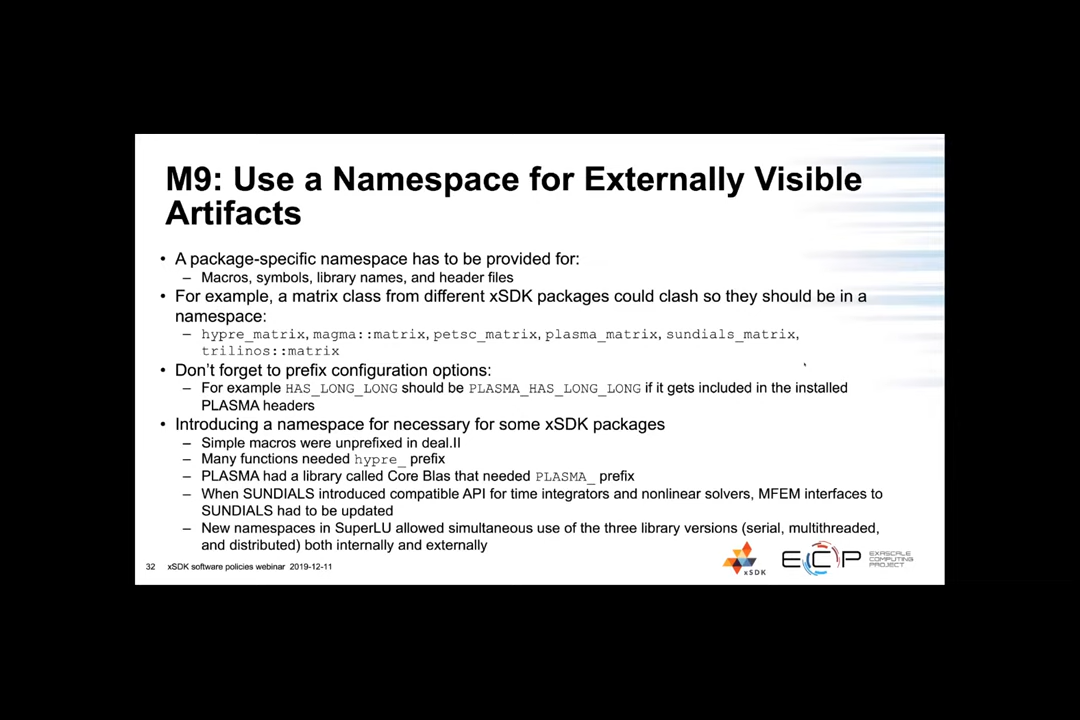 M9: Use a Namespace for Externally Visible
Artifacts
• A package-specific namespace has to be provided for:
– Macros, symbols, library names, and header files
• For example, a matrix class from different xSDK packages could clash so they should be in a
namespace:
– hypre_matrix, magma::matrix, petsc_matrix, plasma_matrix, sundials_matrix,
trilinos::matrix
• Don't forget to prefix configuration options:
– For example HAS_LONG_LONG should be PLASMA_HAS_LONG_LONG if it gets included in the installed
PLASMA headers
• Introducing a namespace for necessary for some xSDK packages
– Simple macros were unprefixed in deal.II
– Many functions needed hypre_ prefix
– PLASMA had a library called Core Blas that needed PLASMA_ prefix
– When SUNDIALS introduced compatible API for time integrators and nonlinear solvers, MFEM interfaces to
SUNDIALS had to be updated
– New namespaces in SuperLU allowed simultaneous use of the three library versions (serial, multithreaded,
and distributed) both internally and externally
32 xSDK software policies webinar 2019-12-11
xSDK
ECP
EXASCALE
COMPUTING
PROJECT